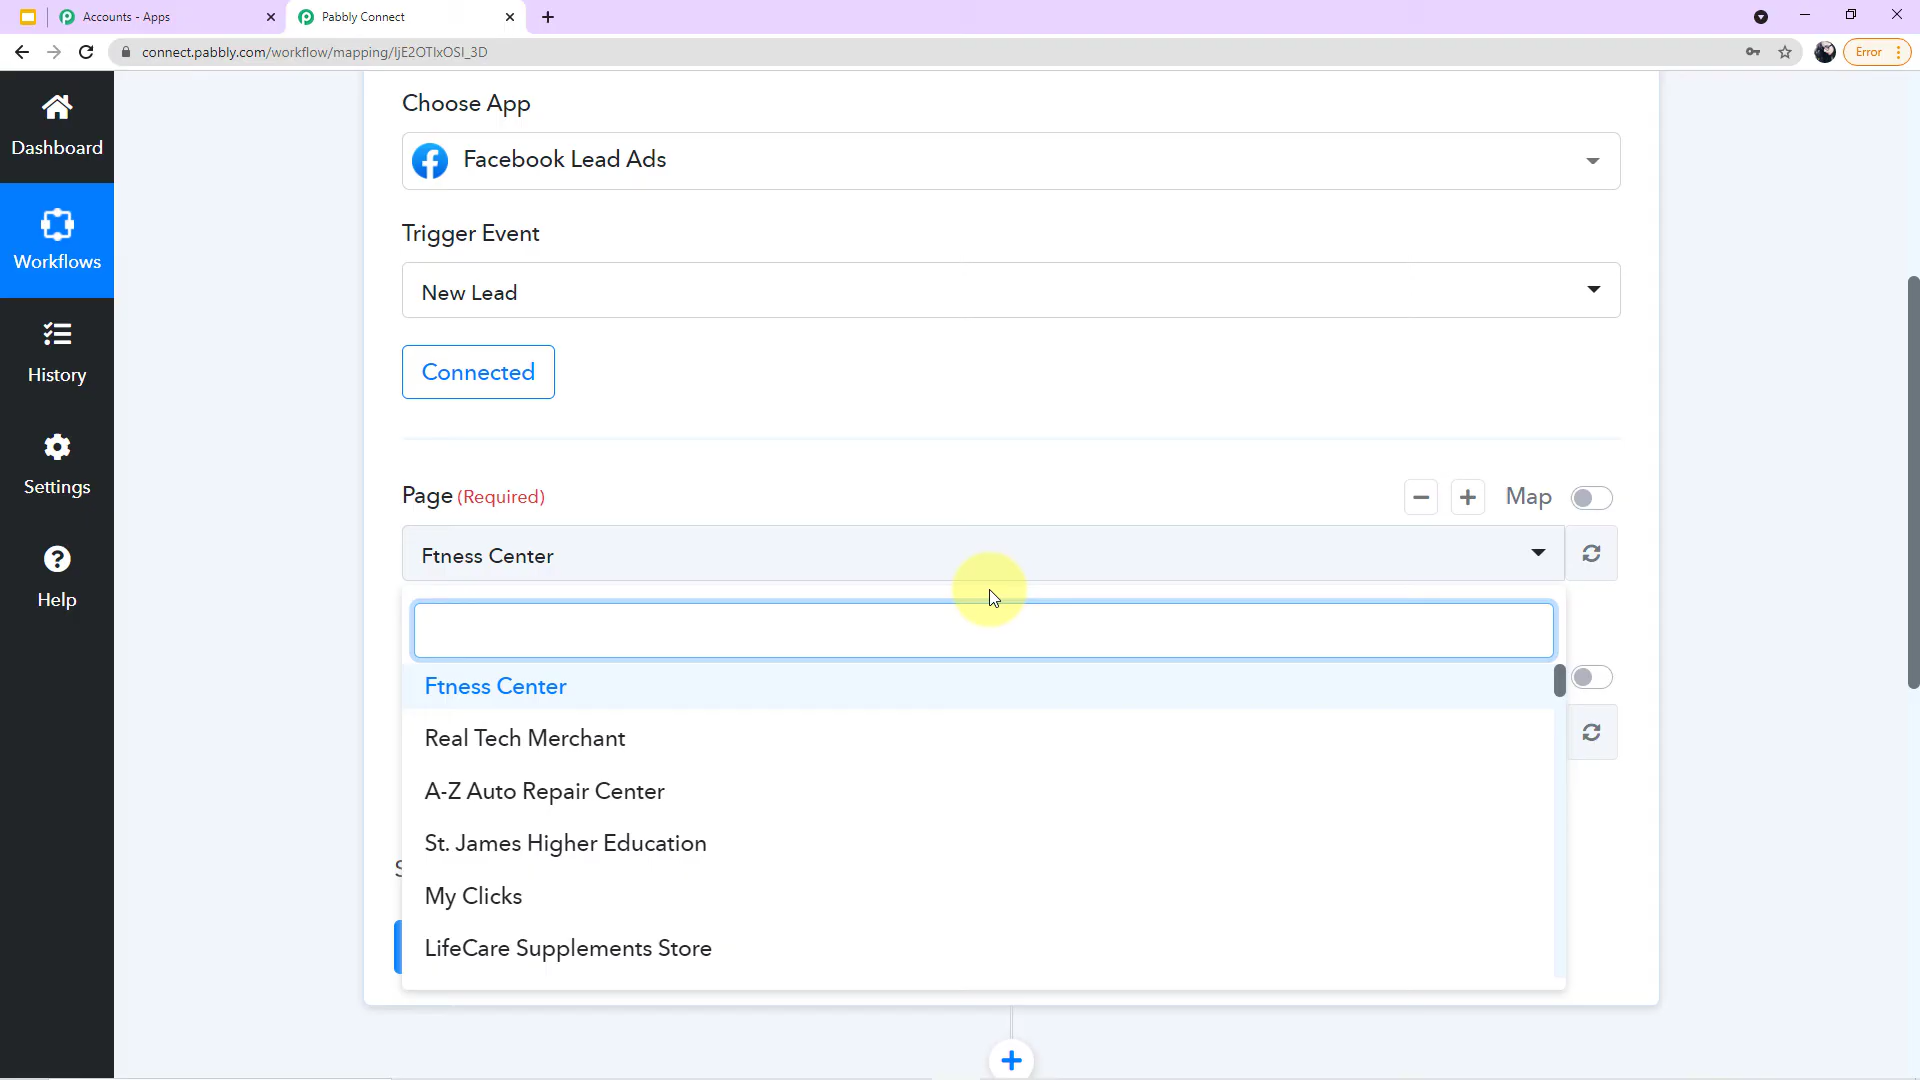 Accounts - Apps
Pabbly Connect
connect.pabbly.com/workflow/mapping/IjE2OTIxOSI_3D
Error
Dashboard
Workflows
History
Settings
Help
Choose App
Facebook Lead Ads
Trigger Event
New Lead
Connected
Page (Required)
Map
Ftness Center
Ftness Center
Real Tech Merchant
A-Z Auto Repair Center
St. James Higher Education
My Clicks
LifeCare Supplements Store